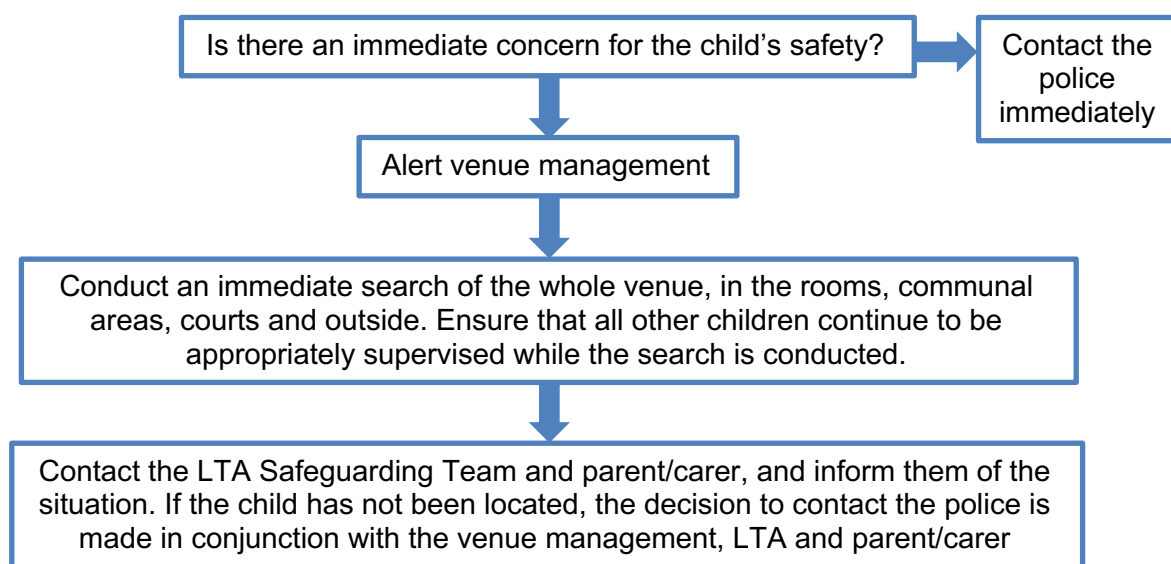 Is there an immediate concern for the child’s safety?
Contact the
police
immediately
Alert venue management
Conduct an immediate search of the whole venue, in the rooms, communal
areas, courts and outside. Ensure that all other children continue to be
appropriately supervised while the search is conducted.
Contact the LTA Safeguarding Team and parent/carer, and inform them of the
situation. If the child has not been located, the decision to contact the police is
made in conjunction with the venue management, LTA and parent/carer